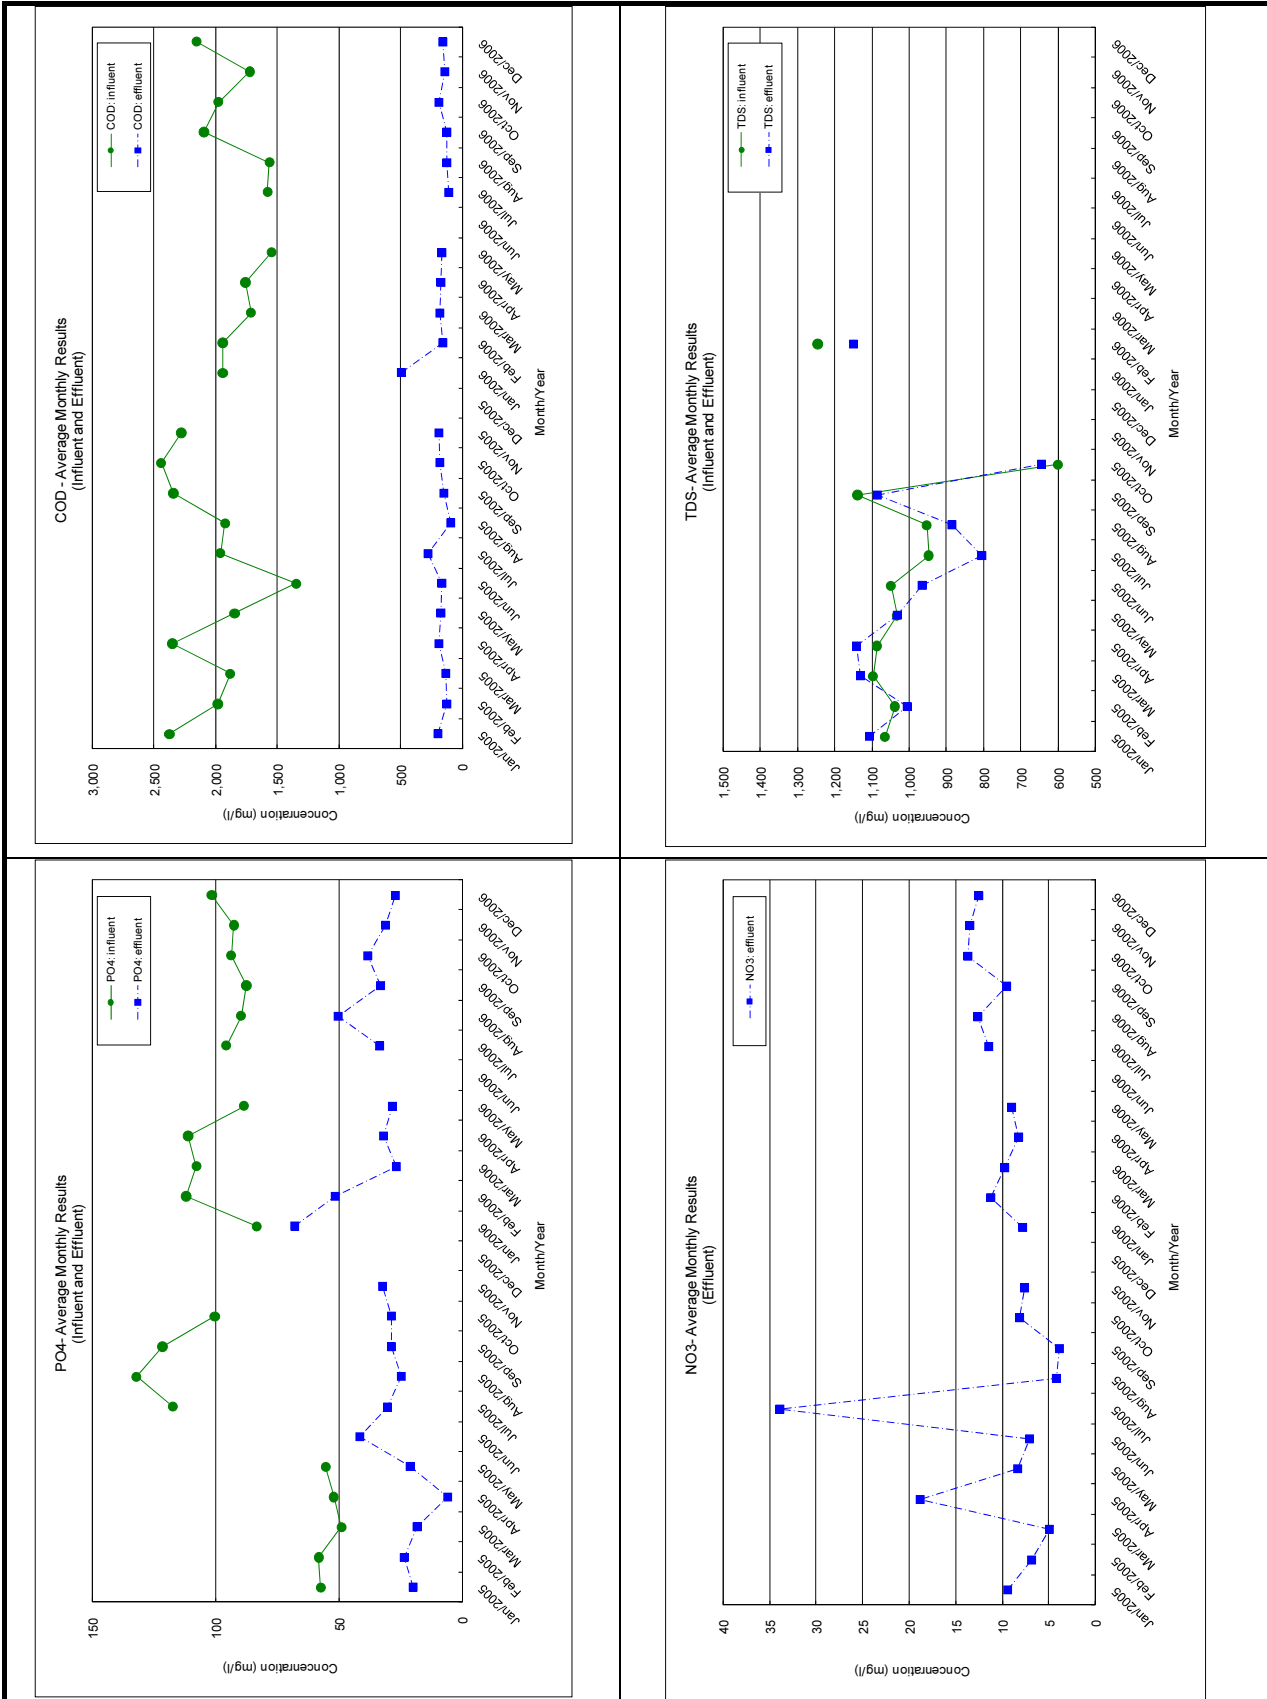 COD - Average Monthly Results
(Influent and Effluent)
COD: influent
COD: effluent
3,000
2,500
2,000
1,500
1,000
500
0
Concenration (mg/l)
Jan/2005
Feb/2005
Mar/2005
Apr/2005
May/2005
Jun/2005
Jul/2005
Aug/2005
Sep/2005
Oct/2005
Nov/2005
Dec/2005
Jan/2006
Feb/2006
Mar/2006
Apr/2006
May/2006
Jun/2006
Jul/2006
Aug/2006
Sep/2006
Oct/2006
Nov/2006
Dec/2006
Month/Year
TDS- Average Monthly Results
(Influent and Effluent)
TDS: influent
TDS: effluent
1,500
1,400
1,300
1,200
1,100
1,000
900
800
700
600
500
Concenration (mg/l)
Jan/2005
Feb/2005
Mar/2005
Apr/2005
May/2005
Jun/2005
Jul/2005
Aug/2005
Sep/2005
Oct/2005
Nov/2005
Dec/2005
Jan/2006
Feb/2006
Mar/2006
Apr/2006
May/2006
Jun/2006
Jul/2006
Aug/2006
Sep/2006
Oct/2006
Nov/2006
Dec/2006
Month/Year
PO4- Average Monthly Results
(Influent and Effluent)
PO4: influent
PO4: effluent
150
100
50
0
Concenration (mg/l)
Jan/2005
Feb/2005
Mar/2005
Apr/2005
May/2005
Jun/2005
Jul/2005
Aug/2005
Sep/2005
Oct/2005
Nov/2005
Dec/2005
Jan/2006
Feb/2006
Mar/2006
Apr/2006
May/2006
Jun/2006
Jul/2006
Aug/2006
Sep/2006
Oct/2006
Nov/2006
Dec/2006
Month/Year
NO3- Average Monthly Results
(Effluent)
NO3: effluent
40
35
30
25
20
15
10
5
0
Concenration (mg/l)
Jan/2005
Feb/2005
Mar/2005
Apr/2005
May/2005
Jun/2005
Jul/2005
Aug/2005
Sep/2005
Oct/2005
Nov/2005
Dec/2005
Jan/2006
Feb/2006
Mar/2006
Apr/2006
May/2006
Jun/2006
Jul/2006
Aug/2006
Sep/2006
Oct/2006
Nov/2006
Dec/2006
Month/Year